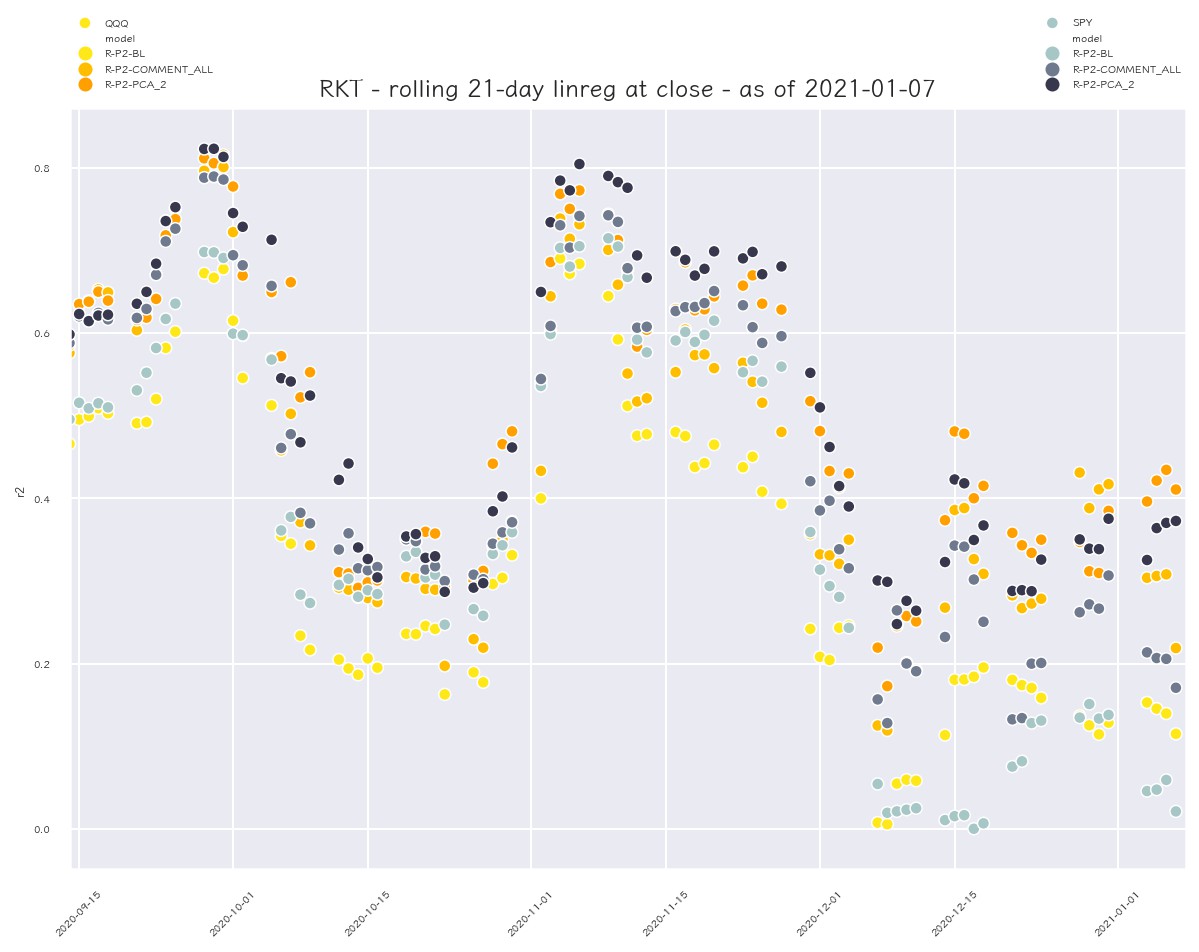 QQQ
model
R-P2-BL
R-P2-COMMENT_ALL
R-P2-PCA_2
SPY
model
R-P2-BL
R-P2-COMMENT_ALL
R-P2-PCA_2
RKT - rolling 21-day linreg at close - as of 2021-01-07
0.8
0.6
r2
0.4
0.2
0.0
2020-09-15
2020-10-01
2020-10-15
2020-11-01
2020-11-15
2020-12-01
2020-12-15
2021-01-01